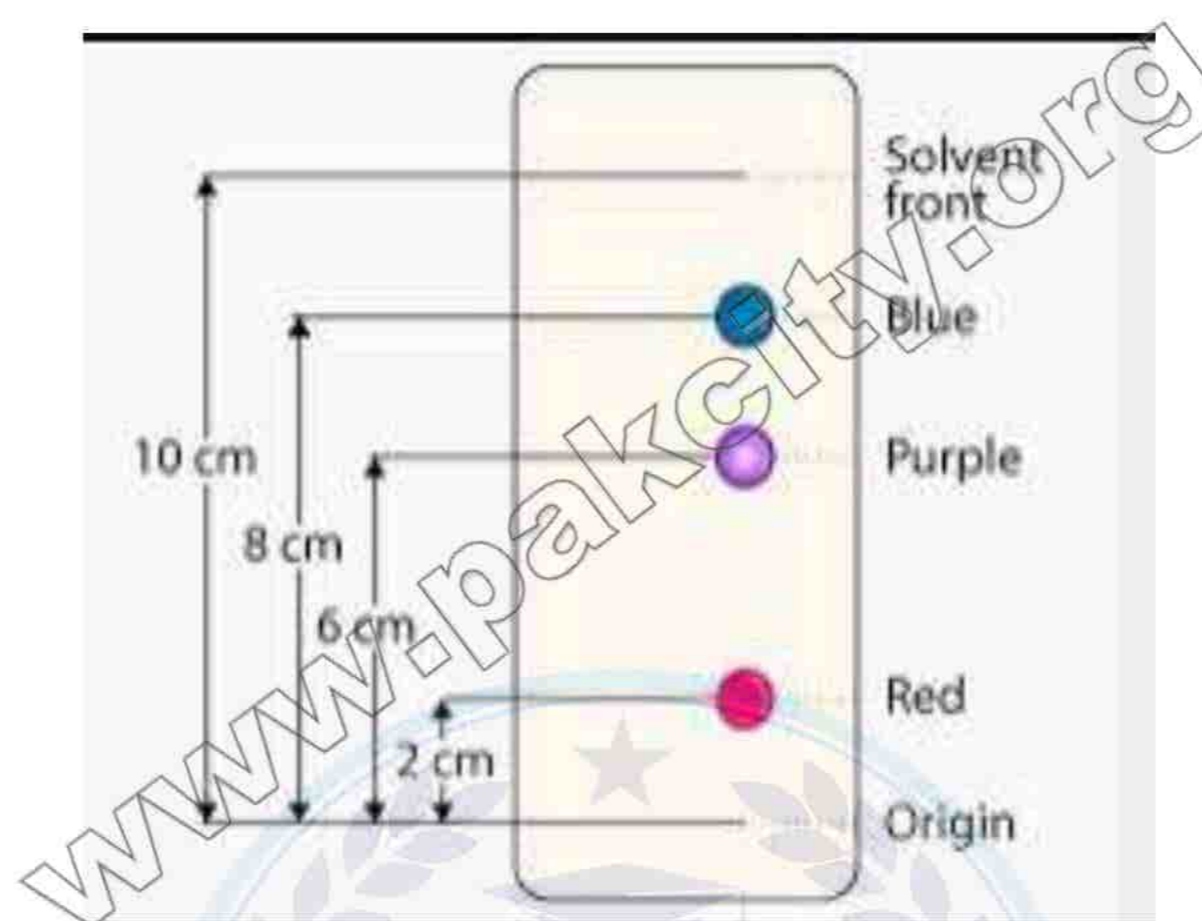 Solvent
front
Blue
10 cm
Purple
8 cm
6 cm
Red
2 cm
Origin
www.pakcity.org